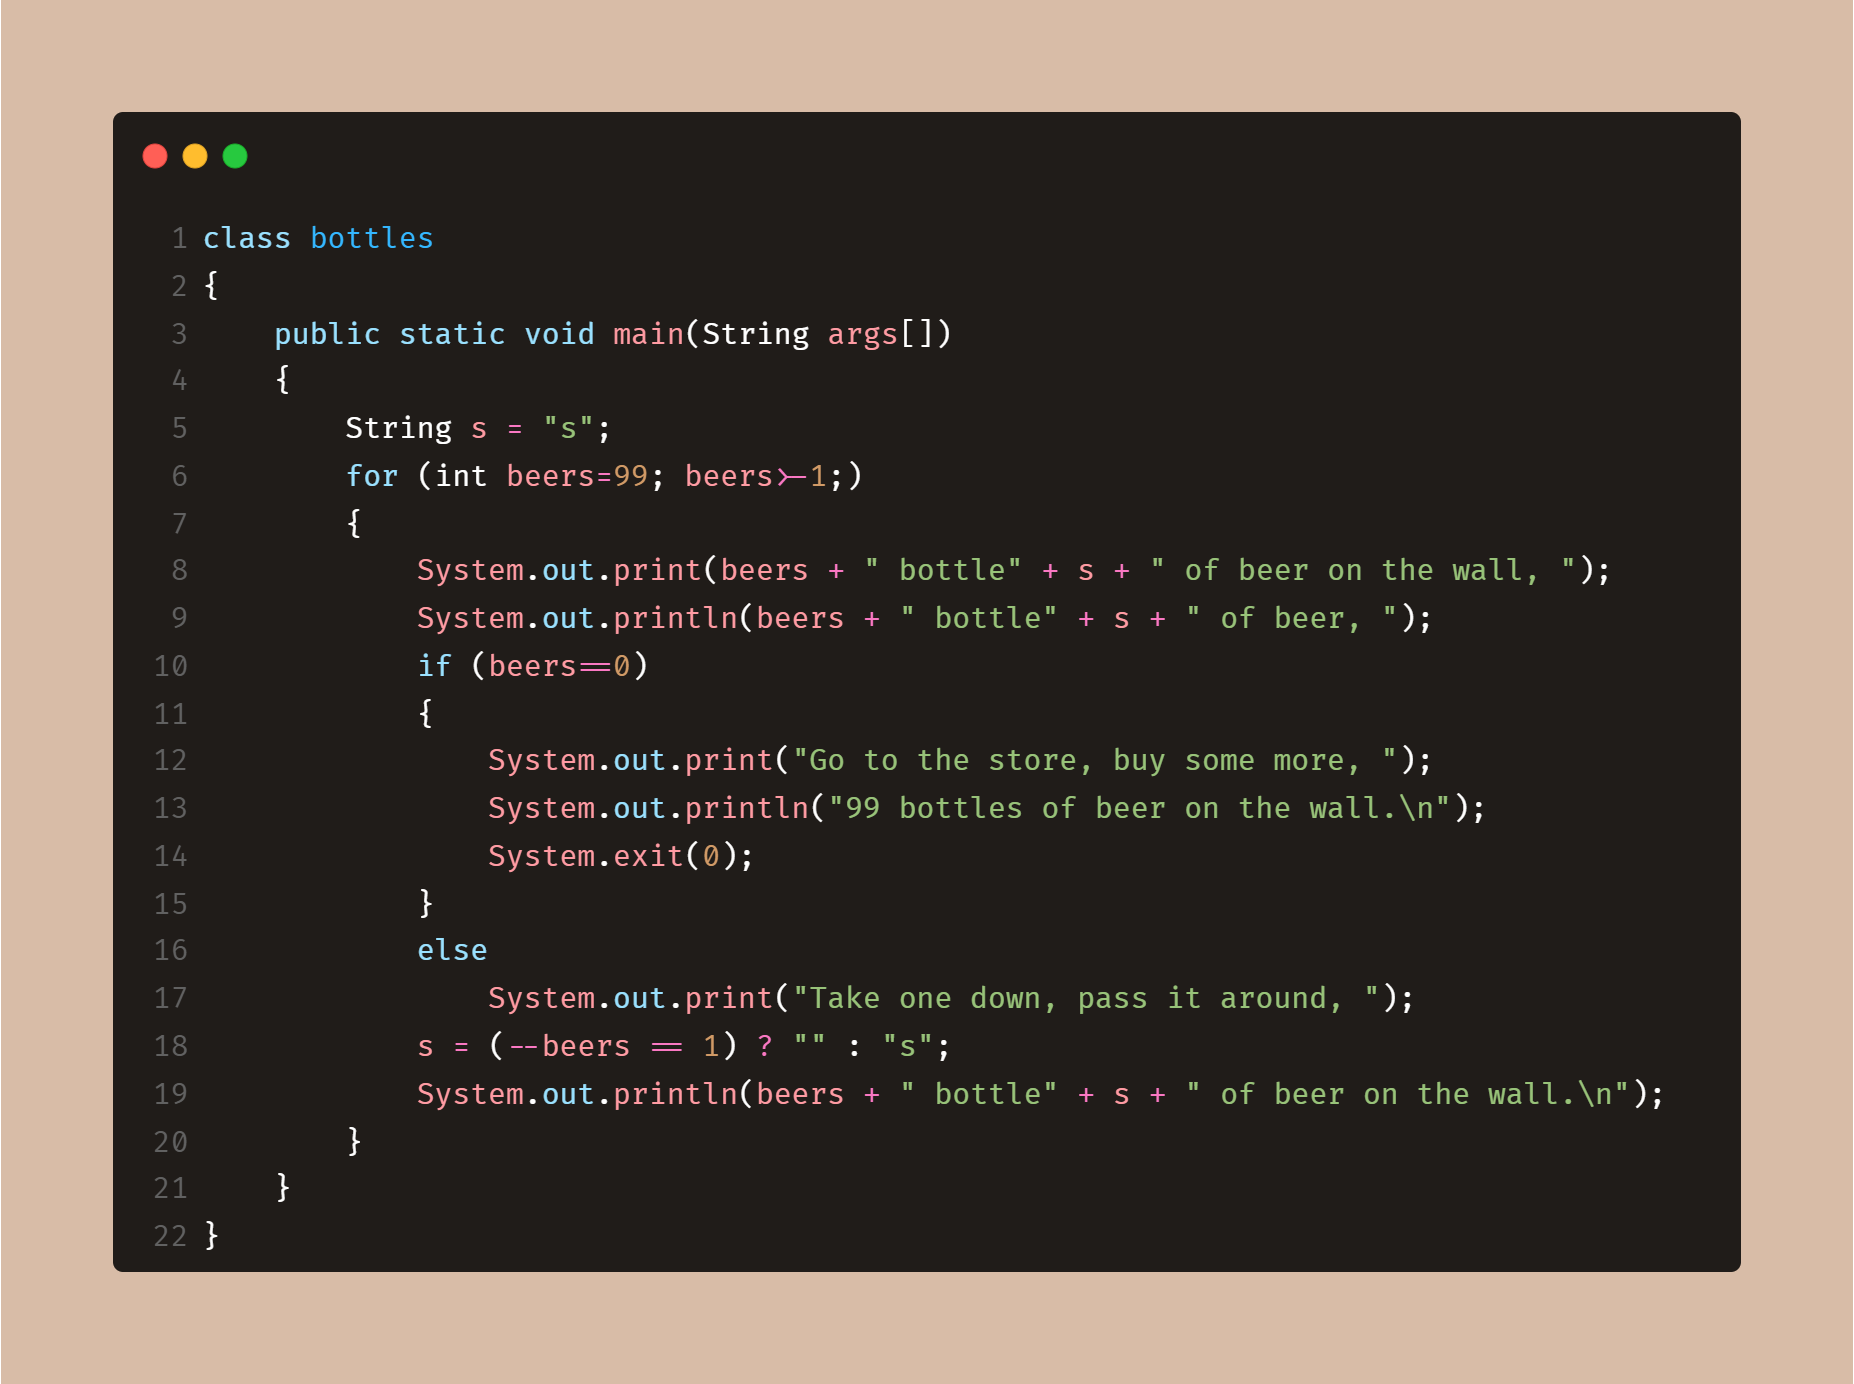 1 class bottles
2 {
3     public static void main(String args[])
4     {
5         String s = "s";
6         for (int beers=99; beers>-1;)
7         {
8             System.out.print(beers + " bottle" + s + " of beer on the wall, ");
9             System.out.println(beers + " bottle" + s + " of beer, ");
10             if (beers==0)
11             {
12                 System.out.print("Go to the store, buy some more, ");
13                 System.out.println("99 bottles of beer on the wall.\n");
14                 System.exit(0);
15             }
16             else
17                 System.out.print("Take one down, pass it around, ");
18             s = (--beers == 1) ? "" : "s";
19             System.out.println(beers + " bottle" + s + " of beer on the wall.\n");
20         }
21     }
22 }